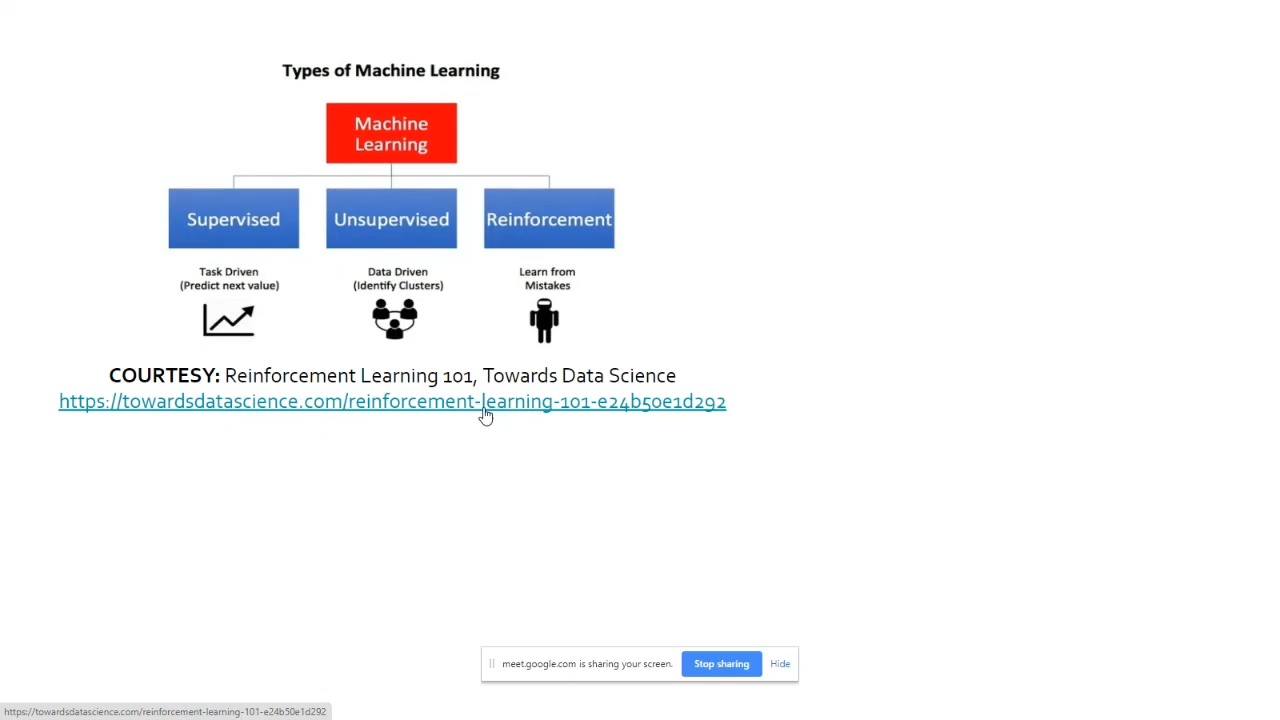 Types of Machine Learning
Machine
Learning
Supervised
Unsupervised
Reinforcement
Task Driven
(Predict next value)
Data Driven
(Identify Clusters)
Learn from
Mistakes
COURTESY: Reinforcement Learning 101, Towards Data Science
https://towardsdatascience.com/reinforcement-learning-101-e24b50e1d292
meet.google.com is sharing your screen.
Stop sharing
Hide
https://towardsdatascience.com/reinforcement-learning-101-e24b50e1d292